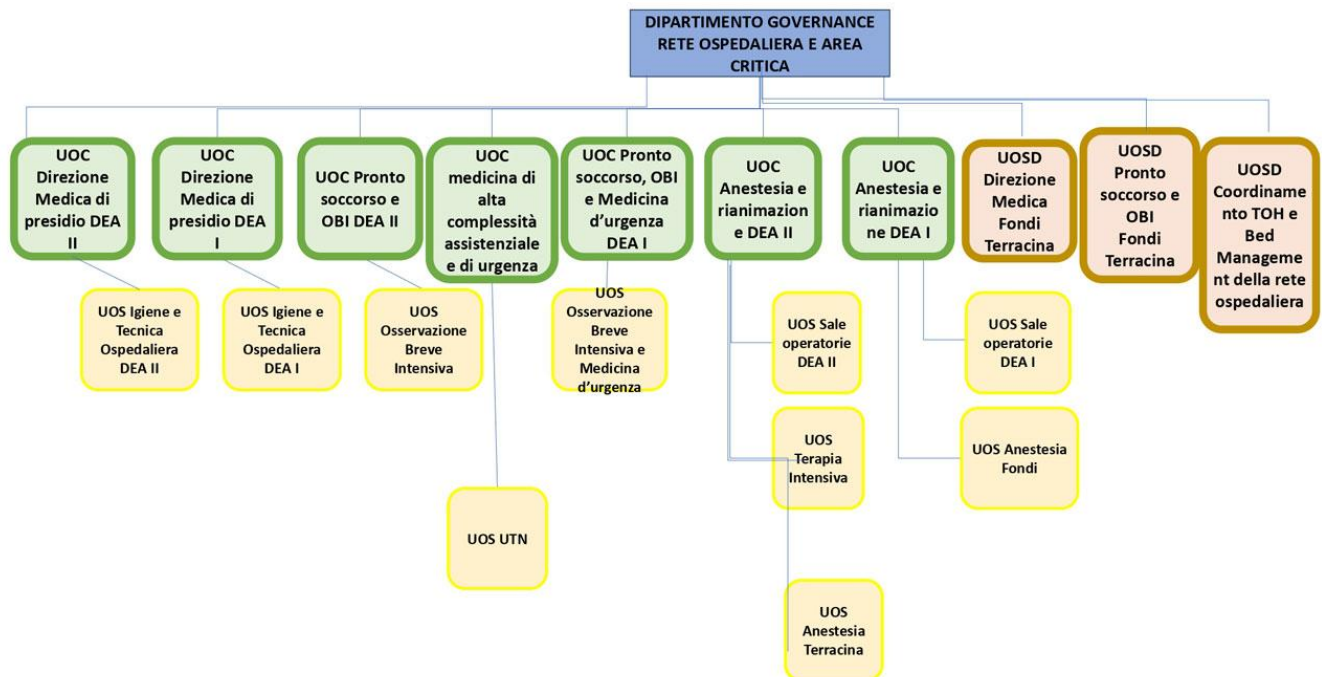 DIPARTIMENTO GOVERNANCE
RETE OSPEDALIERA E AREA
CRITICA
UOC
Direzione
Medica di
presidio DEA
II
UOC
Direzione
Medica di
presidio DEA
I
UOC Pronto
soccorso e
OBI DEA II
UOC
medicina di
alta
complessità
assistenziale
e di urgenza
UOC Pronto
soccorso, OBI
e Medicina
d’urgenza
DEA I
UOC
Anestesia e
rianimazion
e DEA II
UOC
Anestesia e
rianimazio
ne DEA I
UOSD
Direzione
Medica
Fondi
Terracina
UOSD
Pronto
soccorso e
OBI
Fondi
Terracina
UOSD
Coordiname
nto TOH e
Bed
Manageme
nt della rete
ospedaliera
UOS Igiene e
Tecnica
Ospedaliera
DEA II
UOS Igiene e
Tecnica
Ospedaliera
DEA I
UOS
Osservazione
Breve
Intensiva
UOS
Osservazione
Breve
Intensiva e
Medicina
d’urgenza
UOS Sale
operatorie
DEA II
UOS Sale
operatorie
DEA I
UOS
Terapia
Intensiva
UOS Anestesia
Fondi
UOS UTN
UOS
Anestesia
Terracina